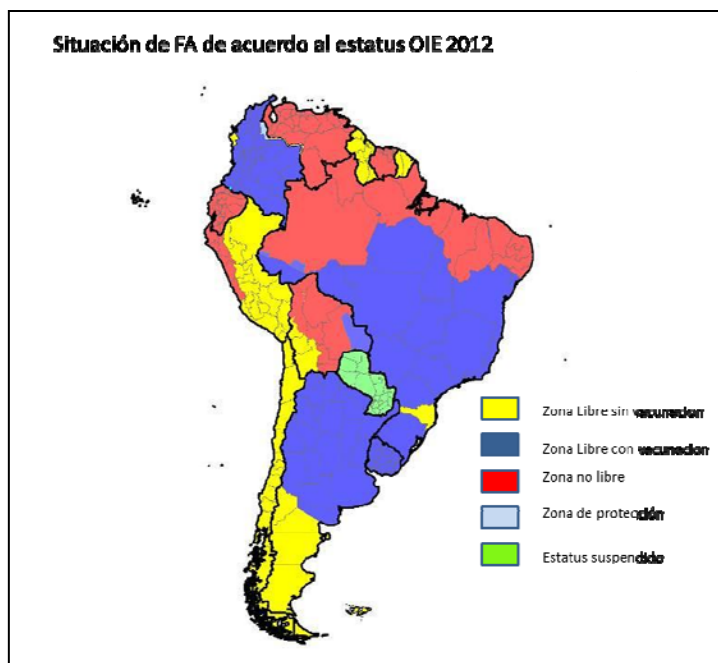 Situación de FA de acuerdo al estatus OIE 2012
Zona Libre sin vacunacion
Zona Libre con vacunacion
Zona no libre
Zona de protección
Estatus suspendido